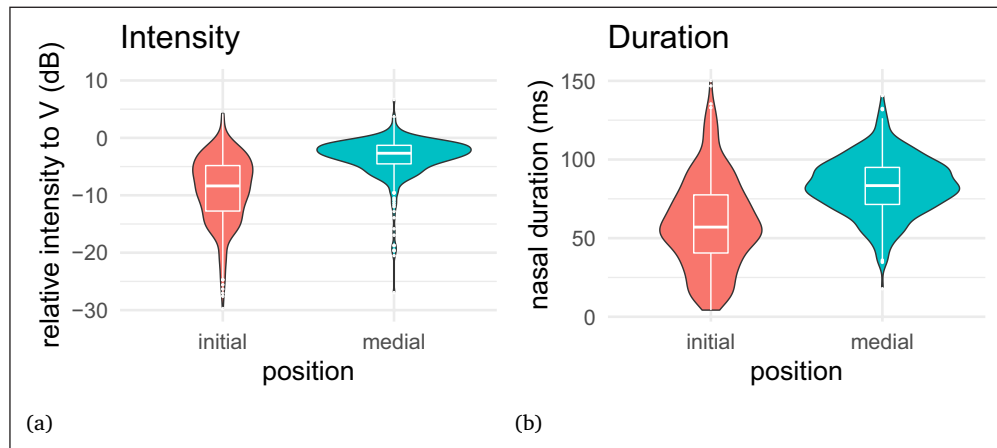 Intensity
relative intensity to V (dB)
10
0
−10
−20
−30
initial medial
position
(a)
Duration
nasal duration (ms)
150
100
50
0
initial medial
position
(b)